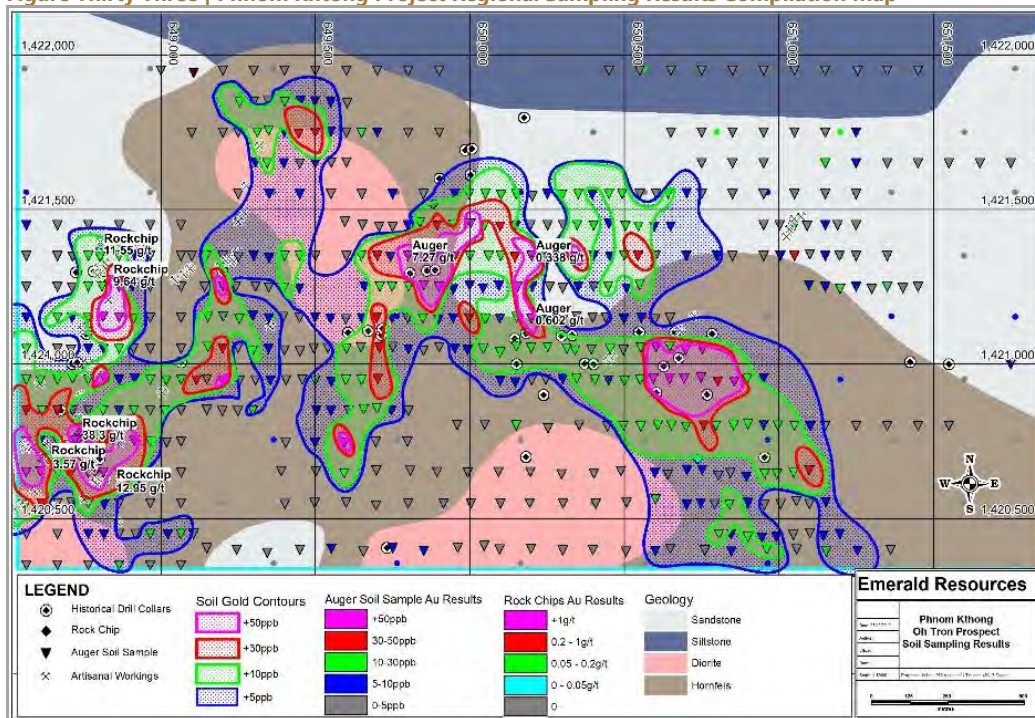 Figure Thirty Three | Phnom Kthong Project Regional Sampling Results Compilation Map
649,000
649,500
650,000
650,500
651,000
651,500
1,422,000
1,422,000
1,421,500
1,421,500
1,421,000
1,421,000
1,420,500
1,420,500
Rockchip
11.55 g/t
Rockchip
9.64 g/t
Auger
7.27 g/t
Auger
0.338 g/t
Auger
0.602 g/t
Rockchip
38.3 g/t
Rockchip
3.57 g/t
Rockchip
12.95 g/t
N
W E
S
LEGEND
Historical Drill Collars
Rock Chip
Auger Soil Sample
Artisanal Workings
Soil Gold Contours
+50ppb
+30ppb
+10ppb
+5ppb
Auger Soil Sample Au Results
+50ppb
30-50ppb
10-30ppb
5-10ppb
0-5ppb
Rock Chips Au Results
+1g/t
0.2 - 1g/t
0.05 - 0.2g/t
0 - 0.05g/t
0
Geology
Sandstone
Siltstone
Diorite
Hornfels
Emerald Resources
Phnom Kthong
Oh Tron Prospect
Soil Sampling Results
metres